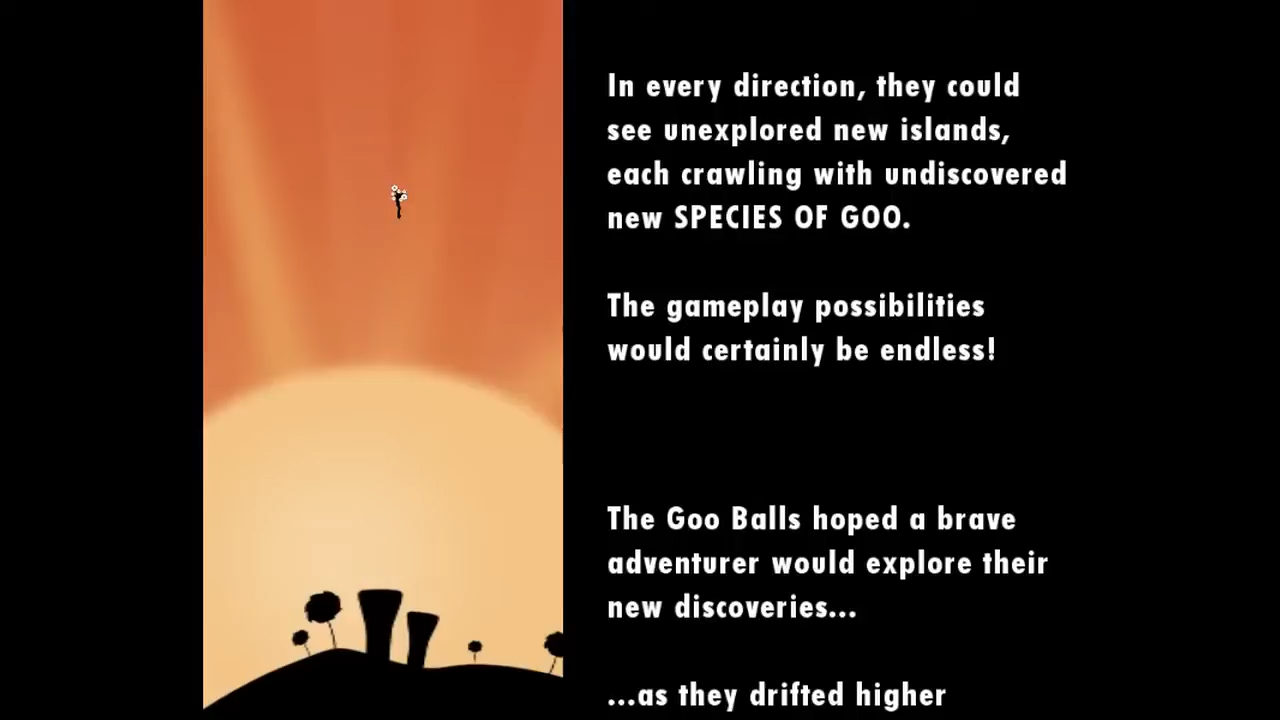 In every direction, they could
see unexplored new islands,
each crawling with undiscovered
new SPECIES OF GOO.
The gameplay possibilities
would certainly be endless!
The Goo Balls hoped a brave
adventurer would explore their
new discoveries...
...as they drifted higher